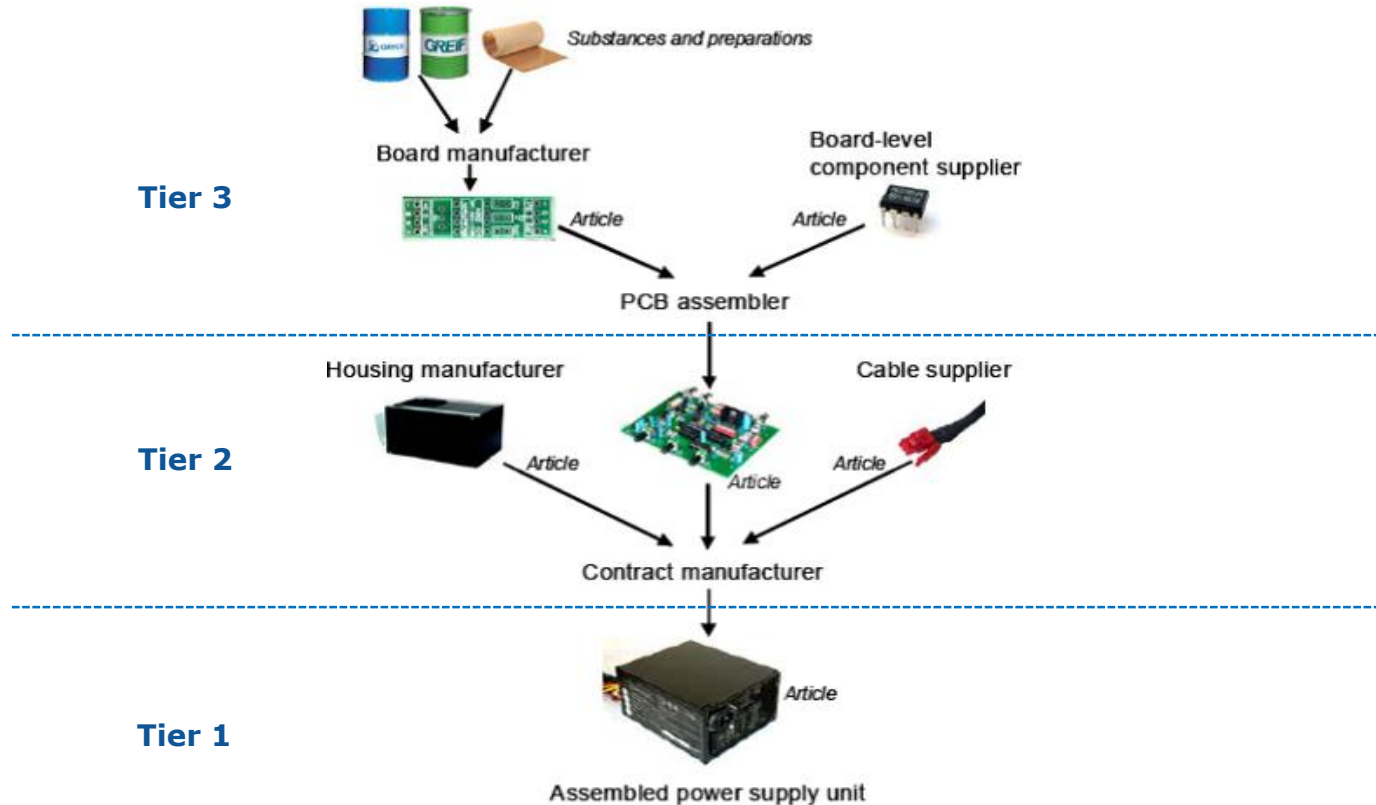 Substances and preparations
GREIF
Board manufacturer
Board-level
component supplier
Tier 3
Article
Article
PCB assembler
Housing manufacturer
Cable supplier
Tier 2
Article
Article
Article
Contract manufacturer
Article
Tier 1
Assembled power supply unit